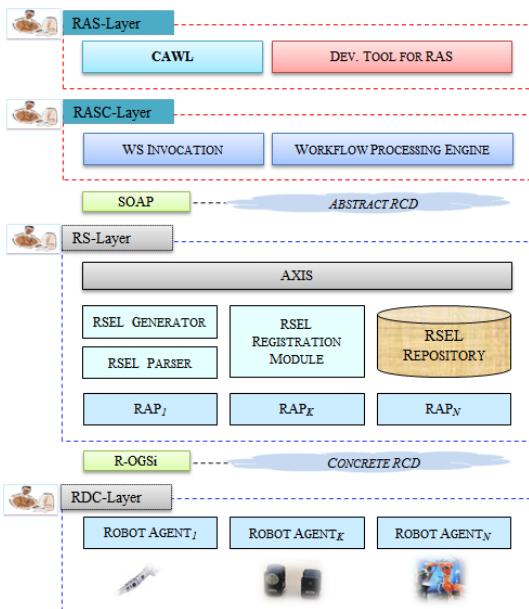 RAS-Layer
CAWL
DEV. TOOL FOR RAS
RASC-Layer
WS INVOCATION
WORKFLOW PROCESSING ENGINE
SOAP
ABSTRACT RCD
RS-Layer
AXIS
RSEL GENERATOR
RSEL PARSER
RSEL
REGISTRATION
MODULE
RSEL
REPOSITORY
RAP1
RAPK
RAPN
R-OGSi
CONCRETE RCD
RDC-Layer
ROBOT AGENT1
ROBOT AGENTK
ROBOT AGENTN